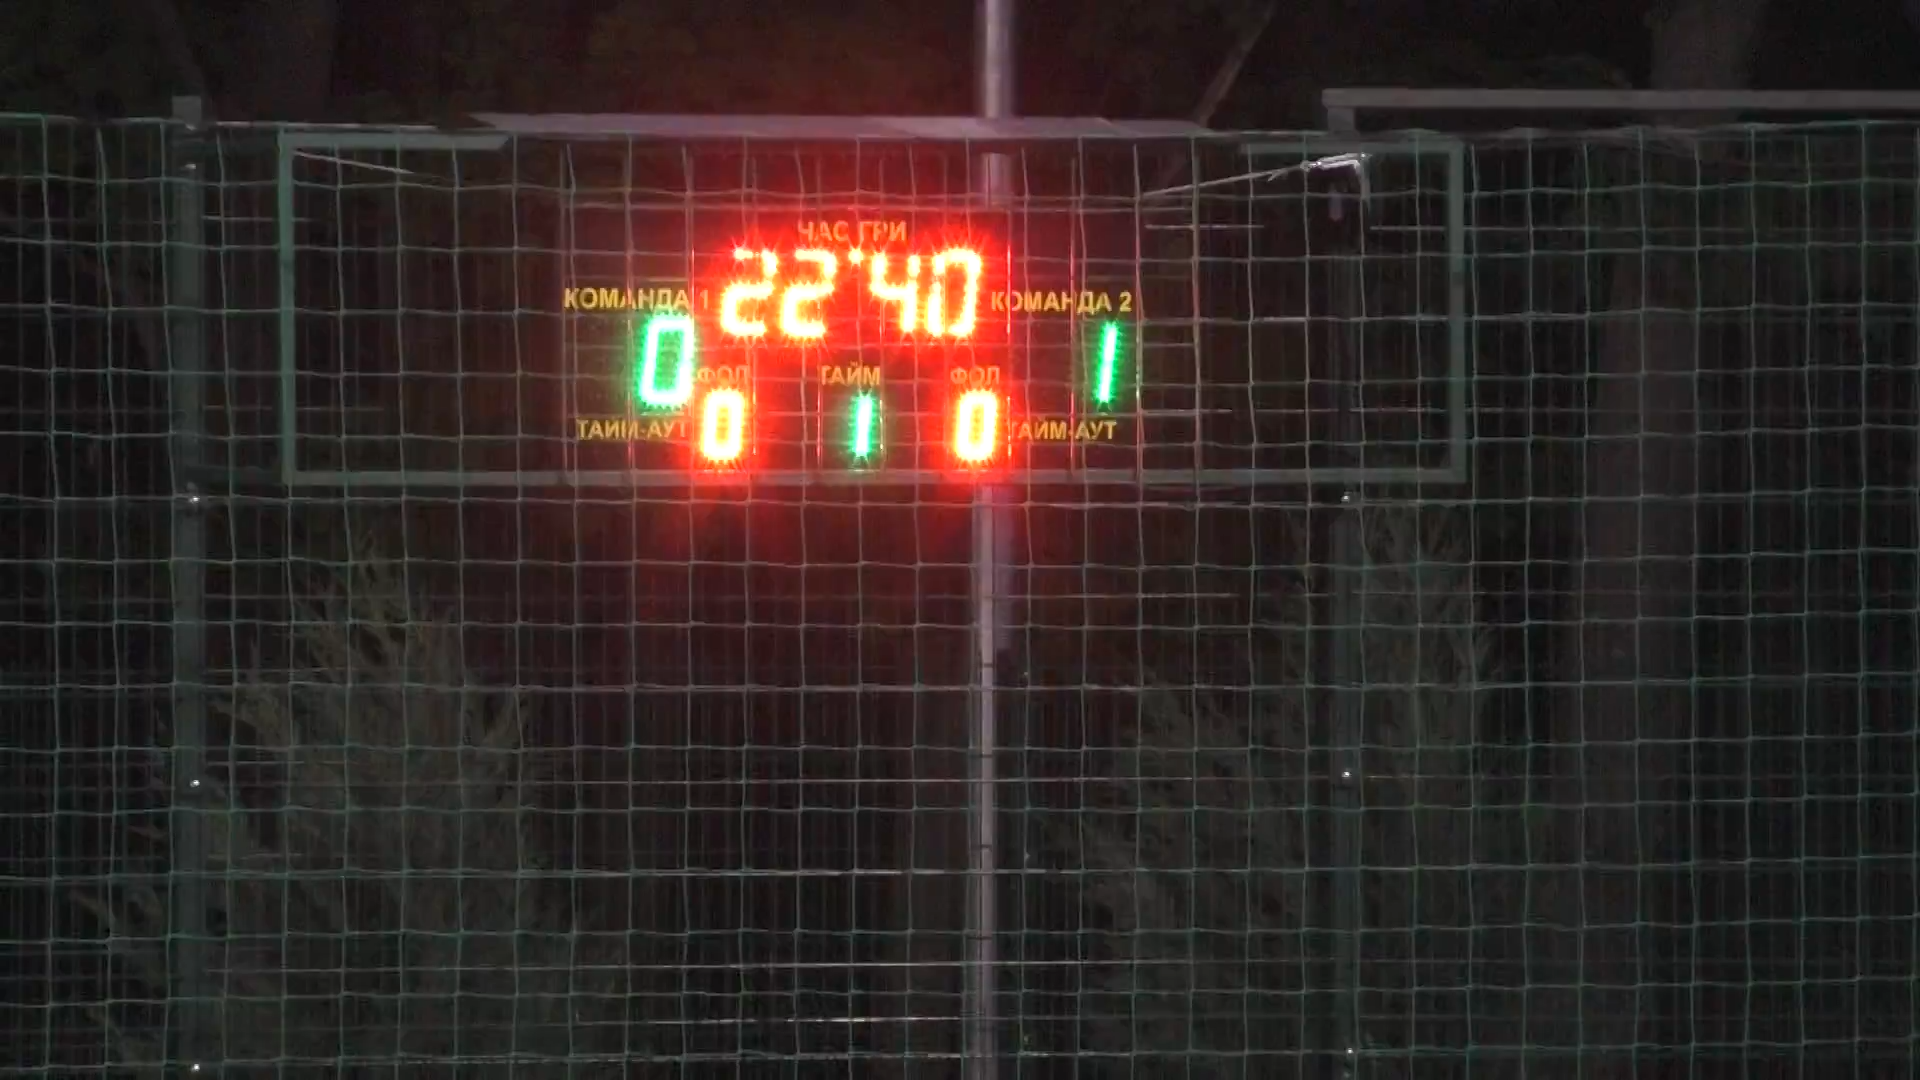 ЧАС ГРИ
КОМАНДА 1 22:40 КОМАНДА 2
0 1
ФОЛ ТАЙМ ФОЛ
0 1 0
ТАЙМ-АУТ ТАЙМ-АУТ